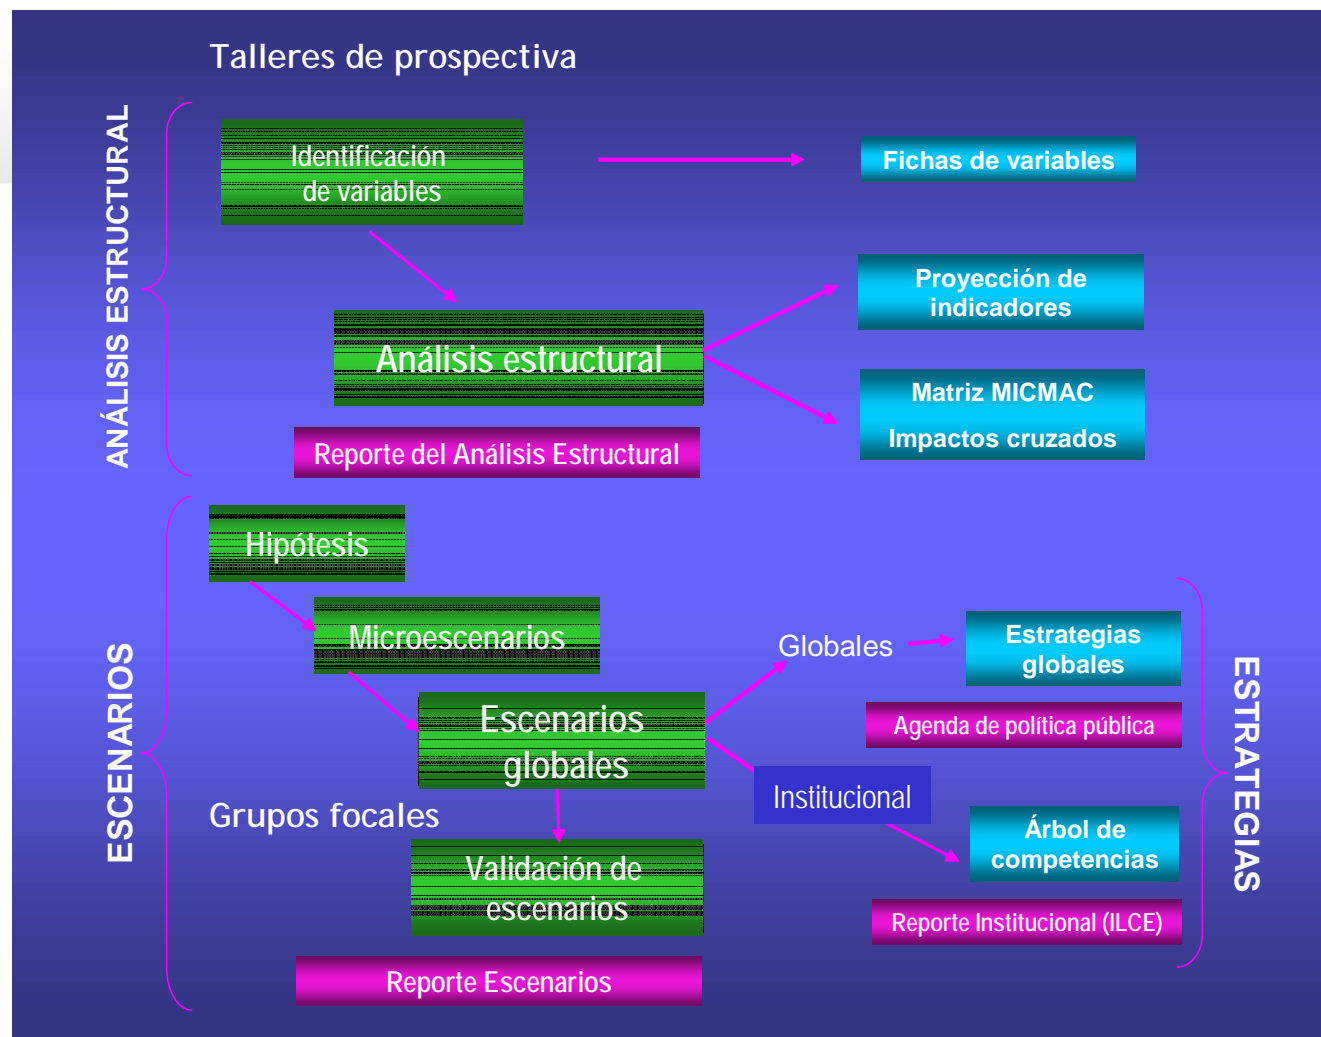 Talleres de prospectiva
ANÁLISIS ESTRUCTURAL
Identificación
de variables
Fichas de variables
Proyección de
indicadores
Análisis estructural
Matriz MICMAC
Impactos cruzados
Reporte del Análisis Estructural
ESCENARIOS
Hipótesis
Microescenarios
Globales
Estrategias
globales
Escenarios
globales
Agenda de política pública
ESTRATEGIAS
Institucional
Grupos focales
Árbol de
competencias
Validación de
escenarios
Reporte Institucional (ILCE)
Reporte Escenarios